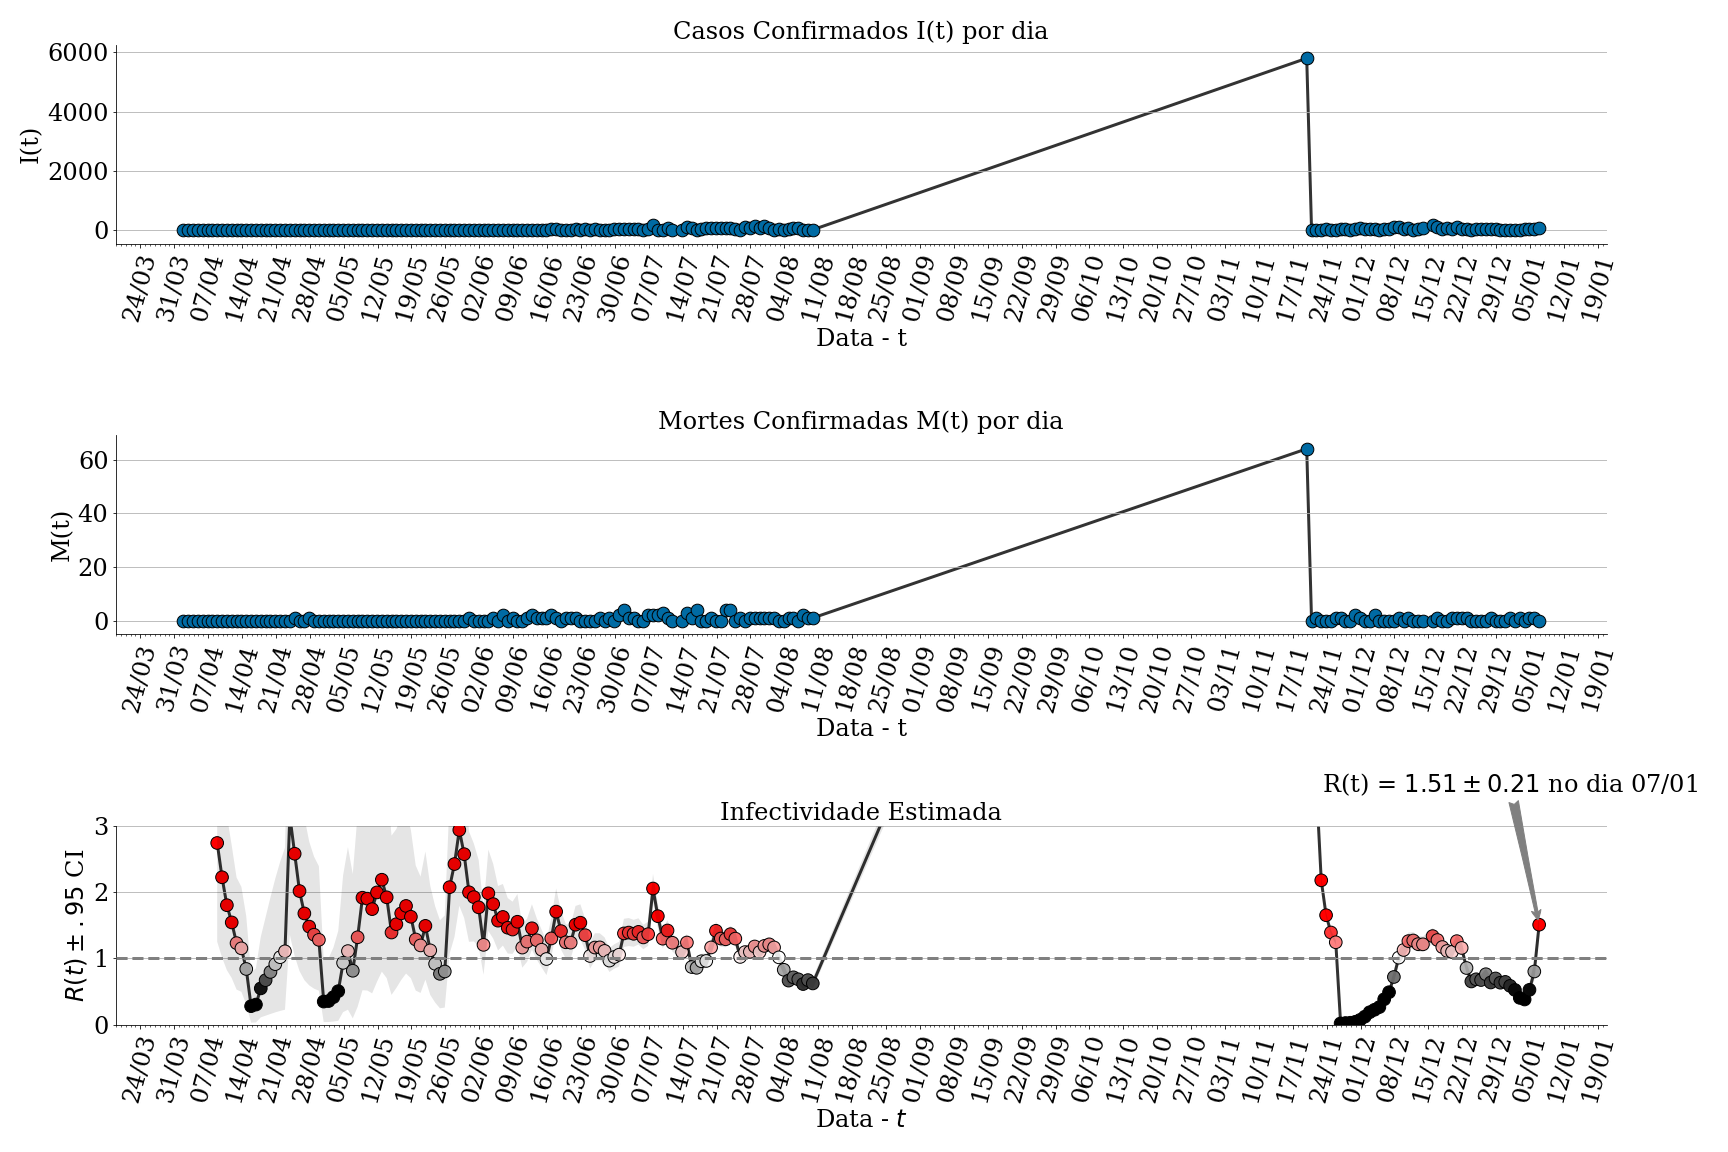 Casos Confirmados I(t) por dia
I(t)
6000
4000
2000
0
24/03 31/03 07/04 14/04 21/04 28/04 05/05 12/05 19/05 26/05 02/06 09/06 16/06 23/06 30/06 07/07 14/07 21/07 28/07 04/08 11/08 18/08 25/08 01/09 08/09 15/09 22/09 29/09 06/10 13/10 20/10 27/10 03/11 10/11 17/11 24/11 01/12 08/12 15/12 22/12 29/12 05/01 12/01 19/01
Data - t
Mortes Confirmadas M(t) por dia
M(t)
60
40
20
0
24/03 31/03 07/04 14/04 21/04 28/04 05/05 12/05 19/05 26/05 02/06 09/06 16/06 23/06 30/06 07/07 14/07 21/07 28/07 04/08 11/08 18/08 25/08 01/09 08/09 15/09 22/09 29/09 06/10 13/10 20/10 27/10 03/11 10/11 17/11 24/11 01/12 08/12 15/12 22/12 29/12 05/01 12/01 19/01
Data - t
R(t) = 1.51 ± 0.21 no dia 07/01
Infectividade Estimada
R(t) ± .95 CI
3
2
1
0
24/03 31/03 07/04 14/04 21/04 28/04 05/05 12/05 19/05 26/05 02/06 09/06 16/06 23/06 30/06 07/07 14/07 21/07 28/07 04/08 11/08 18/08 25/08 01/09 08/09 15/09 22/09 29/09 06/10 13/10 20/10 27/10 03/11 10/11 17/11 24/11 01/12 08/12 15/12 22/12 29/12 05/01 12/01 19/01
Data - t